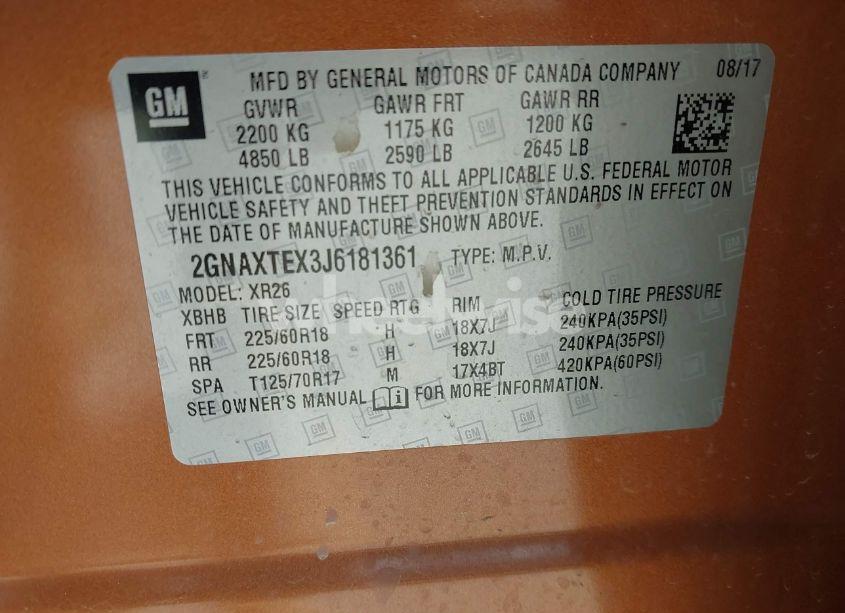 GM
MFD BY GENERAL MOTORS OF CANADA COMPANY 08/17
GVWR GAWR FRT GAWR RR
2200 KG 1175 KG 1200 KG
4850 LB 2590 LB 2645 LB
THIS VEHICLE CONFORMS TO ALL APPLICABLE U.S. FEDERAL MOTOR
VEHICLE SAFETY AND THEFT PREVENTION STANDARDS IN EFFECT ON
THE DATE OF MANUFACTURE SHOWN ABOVE.
2GNAXTEX3J6181361 TYPE: M.P.V.
MODEL: XR26
XBHB TIRE SIZE SPEED RTG RIM COLD TIRE PRESSURE
FRT 225/60R18 H 18X7J 240KPA(35PSI)
RR 225/60R18 H 18X7J 240KPA(35PSI)
SPA T125/70R17 M 17X4BT 420KPA(60PSI)
SEE OWNER'S MANUAL i FOR MORE INFORMATION.